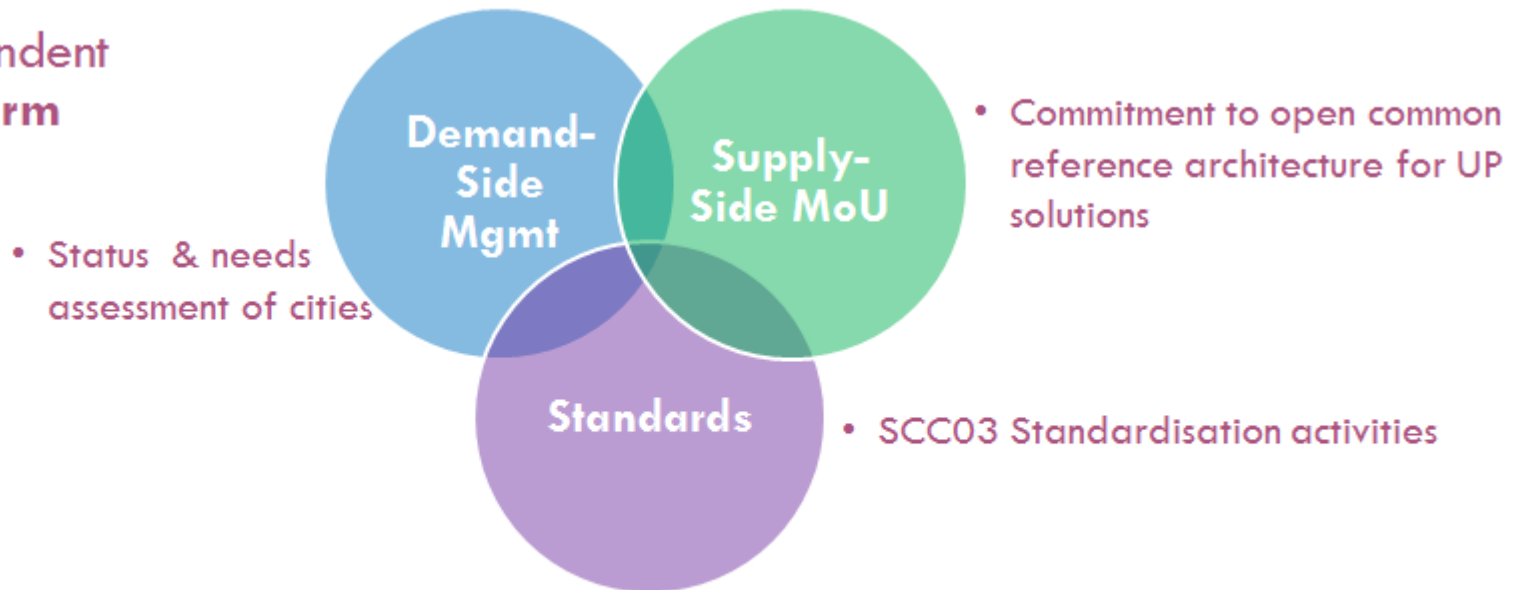 ndent
rm
Demand-
Side
Mgmt
Supply-
Side MoU
• Commitment to open common
reference architecture for UP
solutions
• Status & needs
assessment of cities
Standards
• SCC03 Standardisation activities